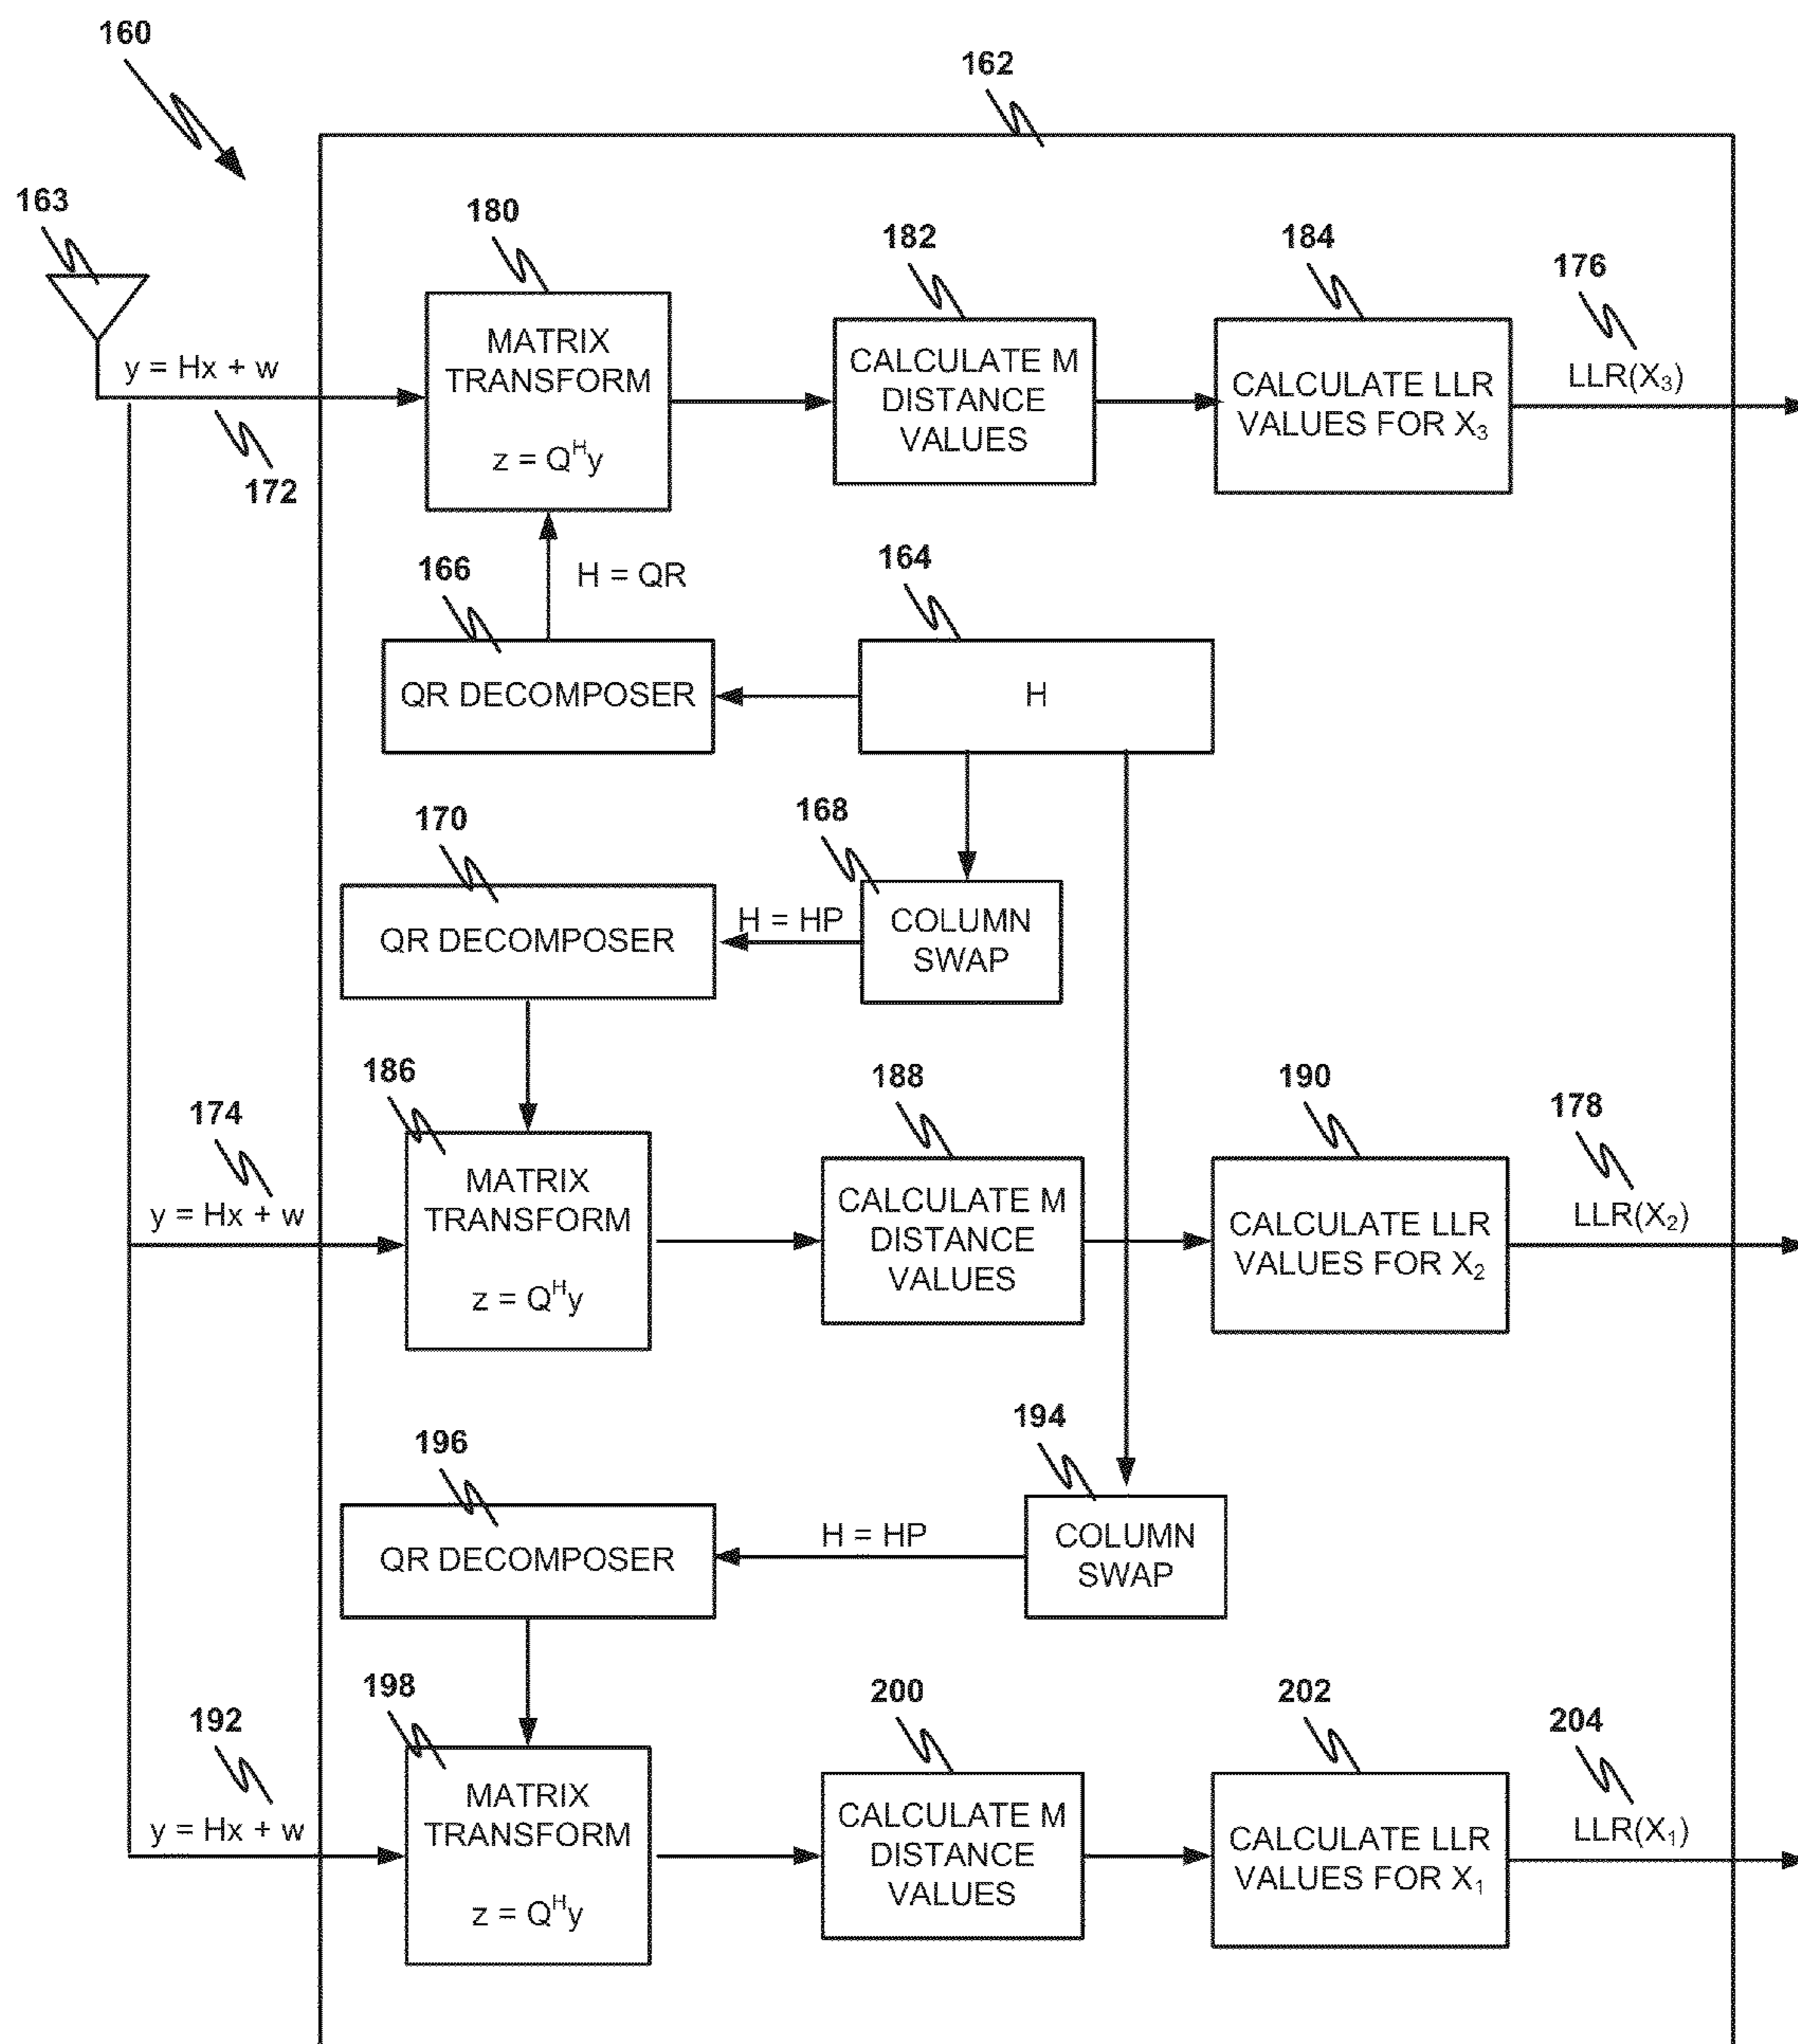 160
162
163
180
182
184
176
MATRIX
TRANSFORM
z = Q^H y
CALCULATE M
DISTANCE
VALUES
CALCULATE LLR
VALUES FOR X₃
LLR(X₃)
y = Hx + w
172
166
H = QR
164
QR DECOMPOSER
H
170
168
QR DECOMPOSER
H = HP
COLUMN
SWAP
174
186
188
190
178
y = Hx + w
MATRIX
TRANSFORM
z = Q^H y
CALCULATE M
DISTANCE
VALUES
CALCULATE LLR
VALUES FOR X₂
LLR(X₂)
196
194
QR DECOMPOSER
H = HP
COLUMN
SWAP
192
198
200
202
204
y = Hx + w
MATRIX
TRANSFORM
z = Q^H y
CALCULATE M
DISTANCE
VALUES
CALCULATE LLR
VALUES FOR X₁
LLR(X₁)